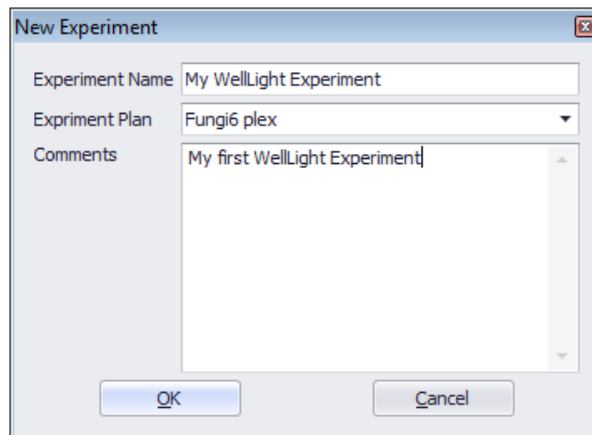 New Experiment
Experiment Name My WellLight Experiment
Expriment Plan Fungi6 plex
Comments My first WellLight Experiment
OK Cancel